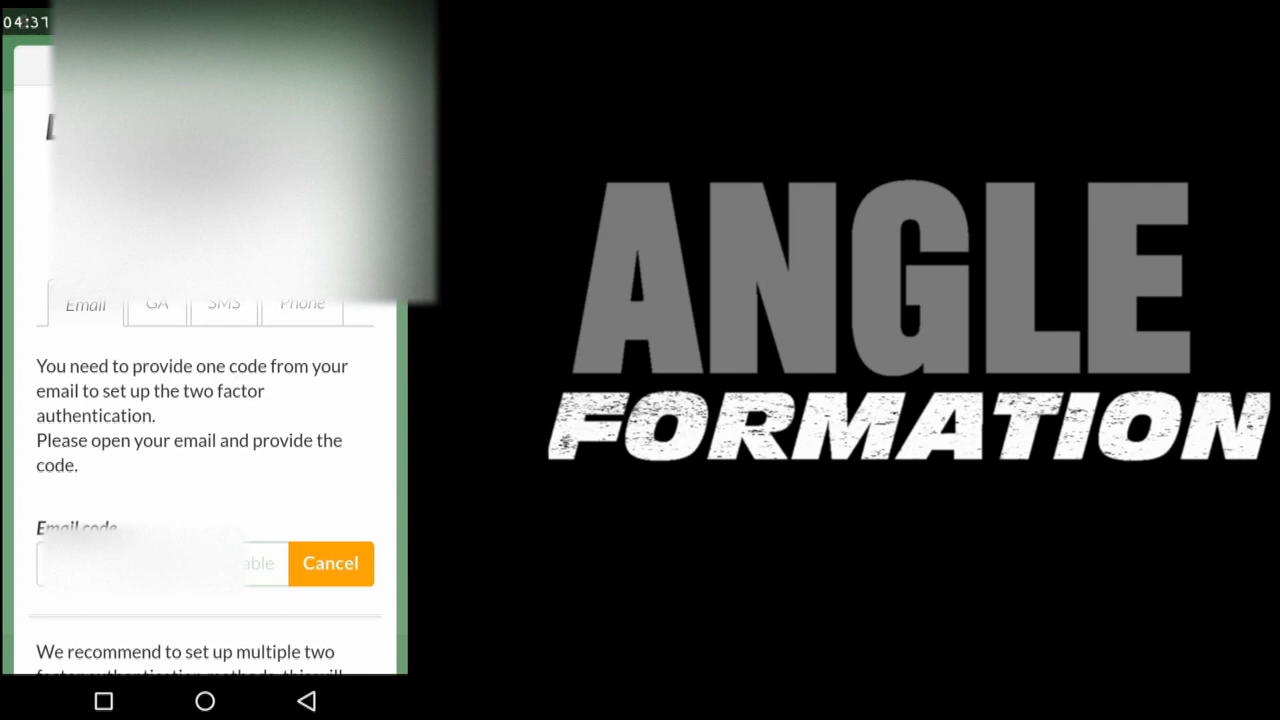 04:37
Email GA SMS Phone
You need to provide one code from your
email to set up the two factor
authentication.
Please open your email and provide the
code.
Email code
Cancel
We recommend to set up multiple two
ANGLE
FORMATION